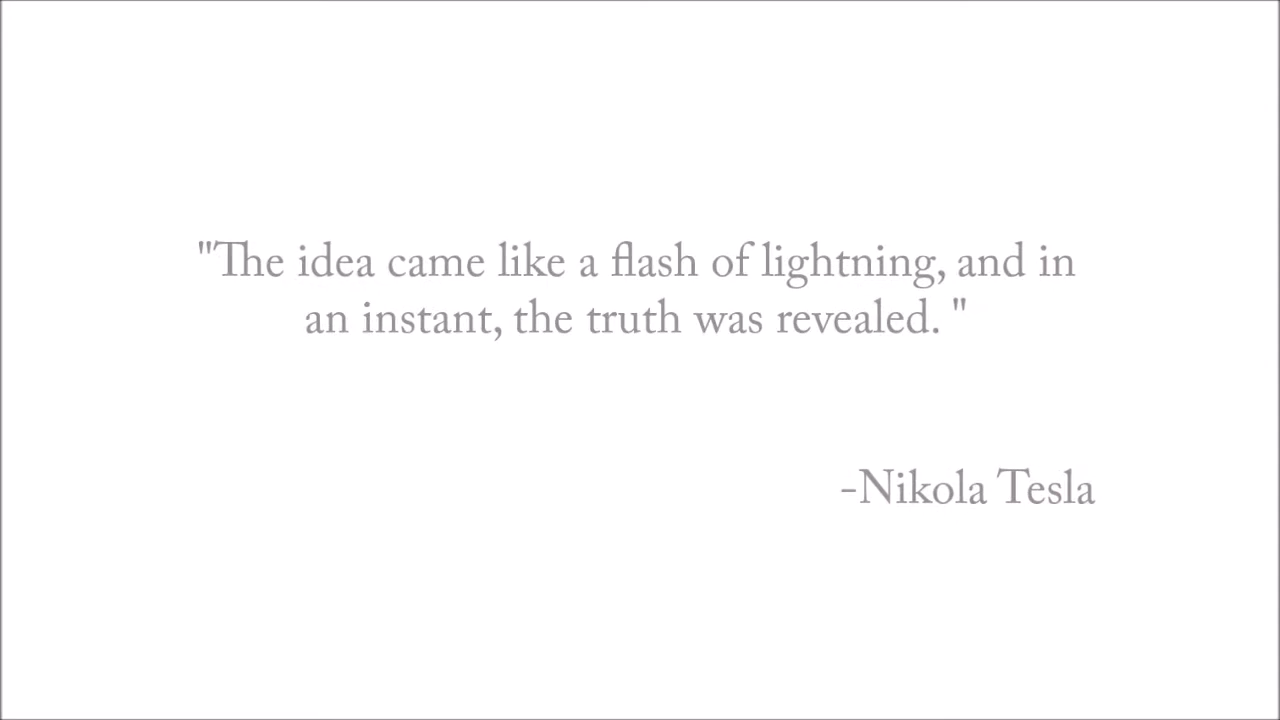 "The idea came like a flash of lightning, and in
an instant, the truth was revealed. "
-Nikola Tesla